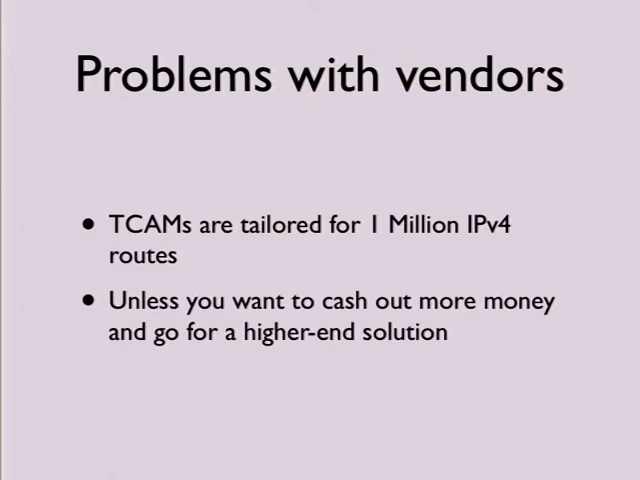 Problems with vendors
• TCAMs are tailored for 1 Million IPv4
routes
• Unless you want to cash out more money
and go for a higher-end solution